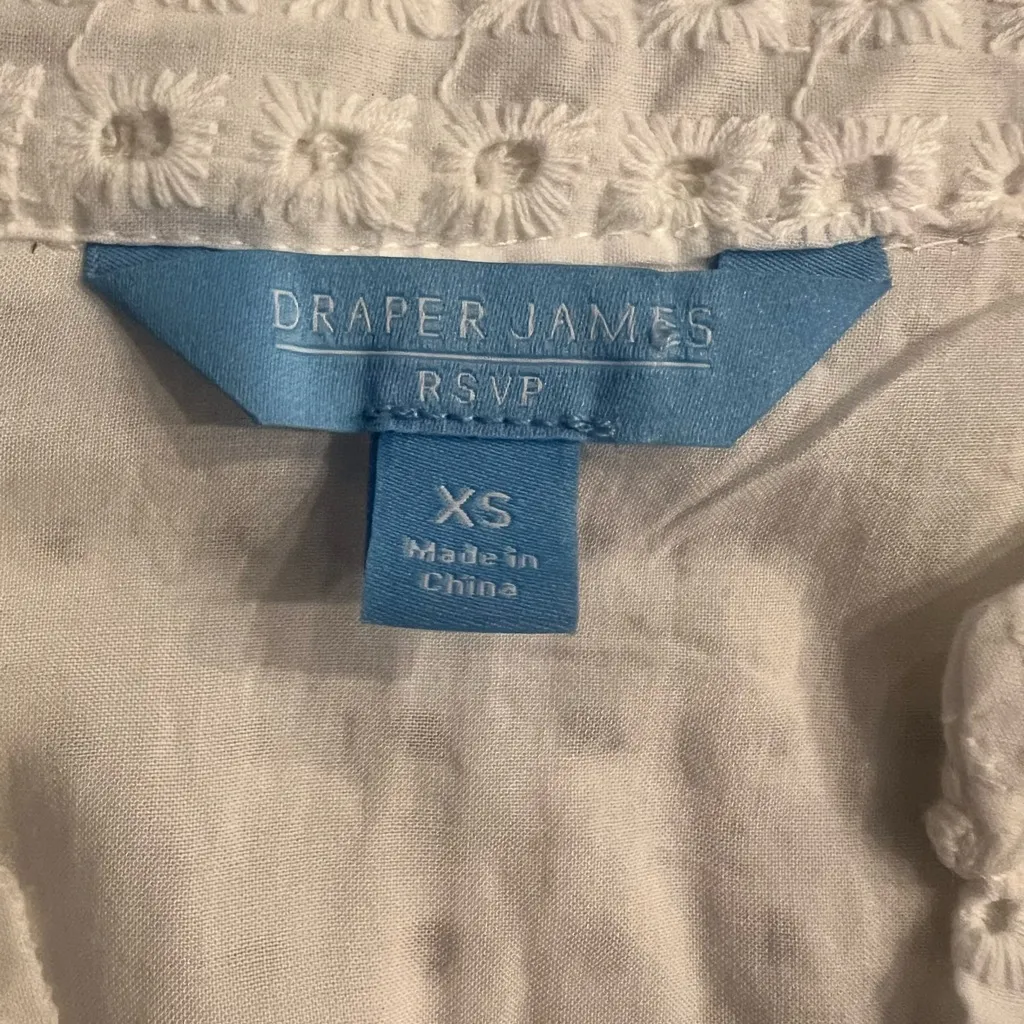 DRAPER JAMES
RSVP
XS
Made in
China